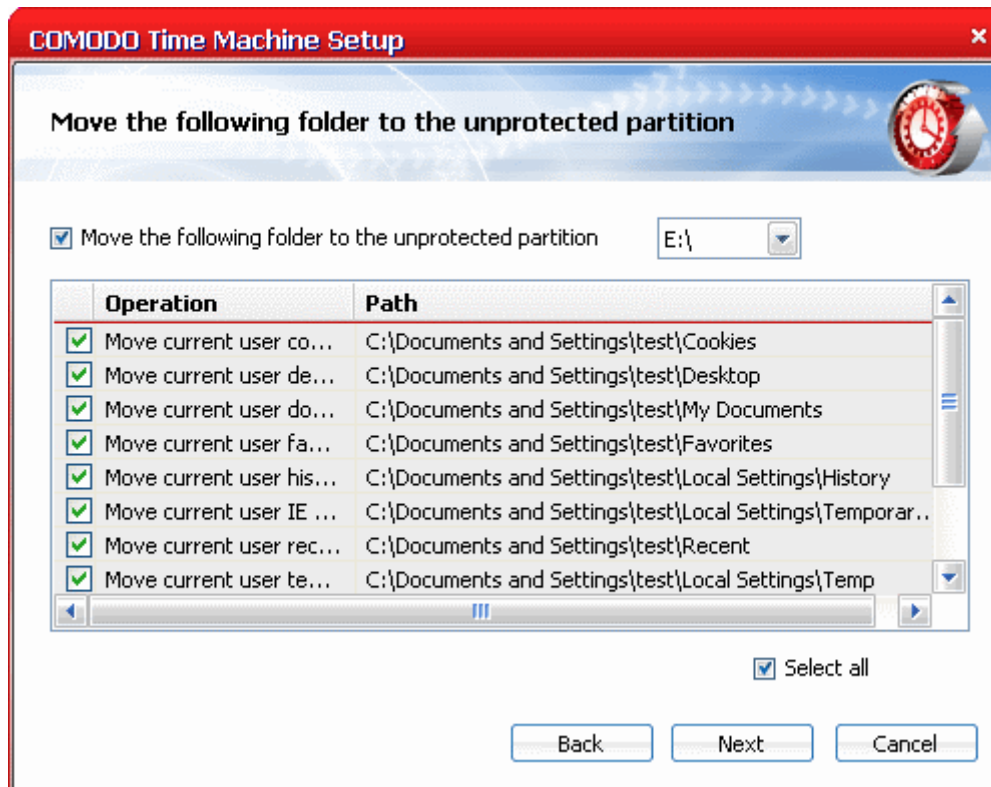 COMODO Time Machine Setup
Move the following folder to the unprotected partition
Move the following folder to the unprotected partition E:\
Operation Path
Move current user co... C:\Documents and Settings\test\Cookies
Move current user de... C:\Documents and Settings\test\Desktop
Move current user do... C:\Documents and Settings\test\My Documents
Move current user fa... C:\Documents and Settings\test\Favorites
Move current user his... C:\Documents and Settings\test\Local Settings\History
Move current user IE ... C:\Documents and Settings\test\Local Settings\Temporar...
Move current user rec... C:\Documents and Settings\test\Recent
Move current user te... C:\Documents and Settings\test\Local Settings\Temp
Select all
Back Next Cancel